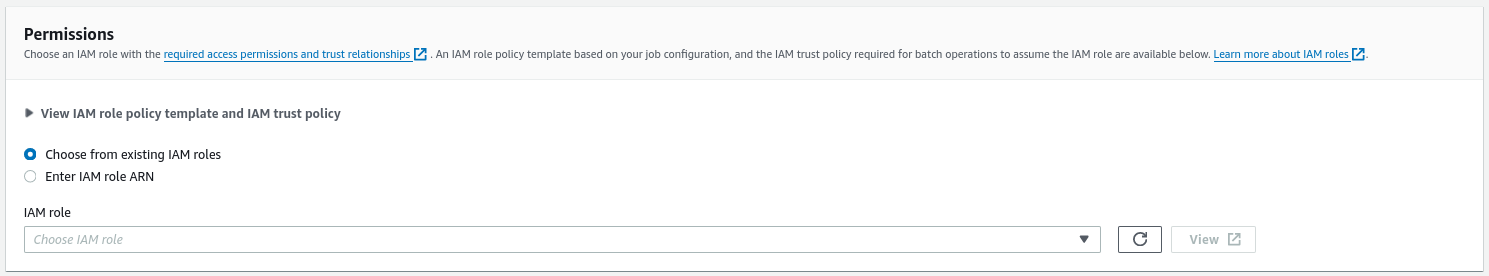 Permissions
Choose an IAM role with the required access permissions and trust relationships . An IAM role policy template based on your job configuration, and the IAM trust policy required for batch operations to assume the IAM role are available below. Learn more about IAM roles .
View IAM role policy template and IAM trust policy
Choose from existing IAM roles
Enter IAM role ARN
IAM role
Choose IAM role View